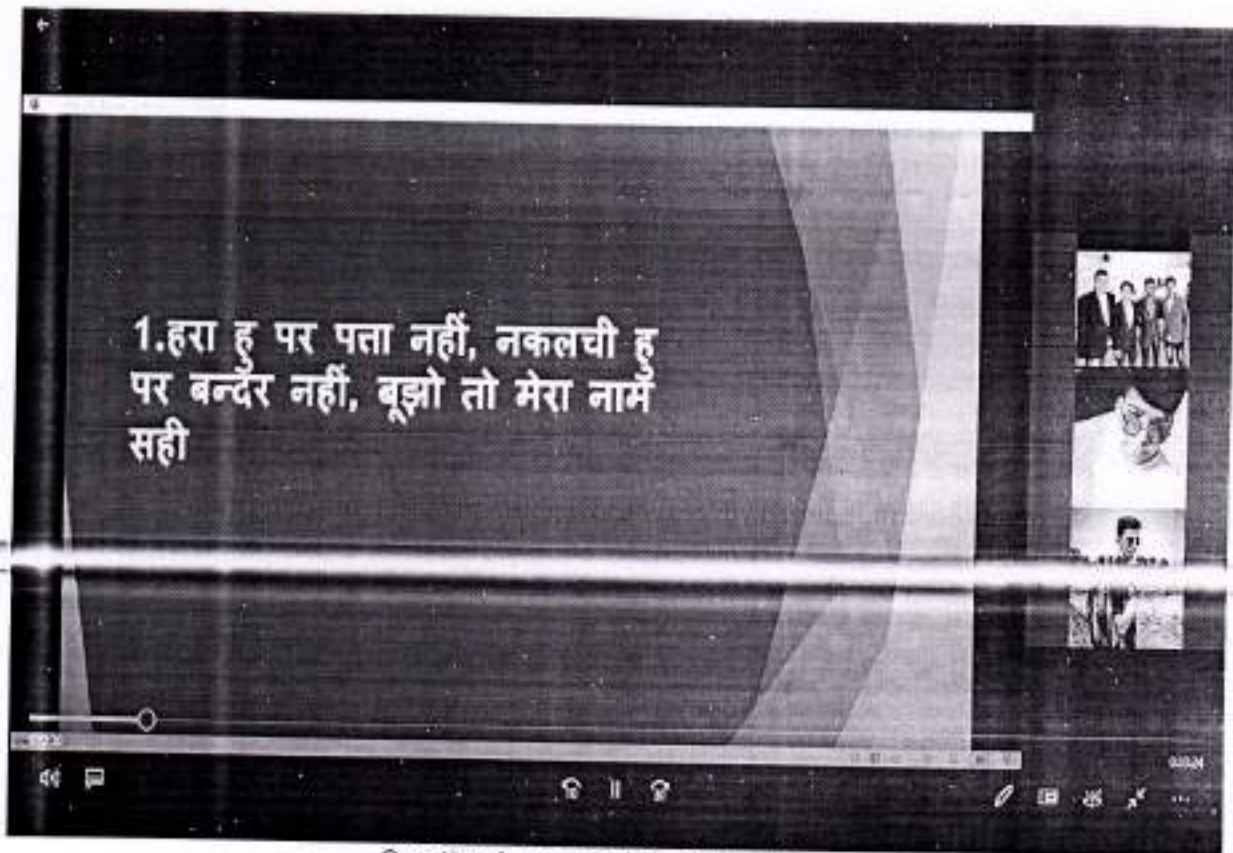 1.हरा हु पर पता नहीं, नकलची हु
पर बन्दर नहीं, बूझो तो मेरा नाम
सही